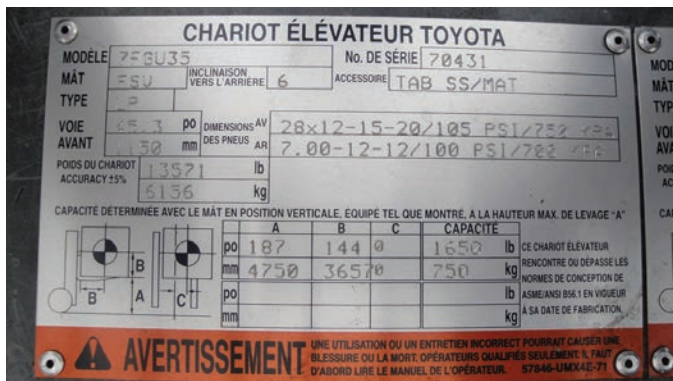 CHARIOT ÉLÉVATEUR TOYOTA
MODÈLE 7FGU35 No. DE SÉRIE 70431
MÂT FSV INCLINAISON VERS L'ARRIÈRE 6 ACCESSOIRE TAB SS/MAT
TYPE LP
VOIE AVANT 45.3 po DIMENSIONS DES PNEUS AV 28x12-15-20/105 PSI/752
1150 mm AR 7.00-12-12/100 PSI/722
POIDS DU CHARIOT 13571 lb
ACCURACY ±5% 6156 kg
CAPACITÉ DÉTERMINÉE AVEC LE MÂT EN POSITION VERTICALE, ÉQUIPÉ TEL QUE MONTRÉ, À LA HAUTEUR MAX. DE LEVAGE "A"
A B C CAPACITÉ
po 187 144 0 1650 lb
mm 4750 3657 0 750 kg
po lb
mm kg
CE CHARIOT ÉLÉVATEUR
RENCONTRE OU DÉPASSE LES
NORMES DE CONCEPTION DE
ASME/ANSI B56.1 EN VIGUEUR
À SA DATE DE FABRICATION.
B
B A C
AVERTISSEMENT
UNE UTILISATION OU UN ENTRETIEN INCORRECT POURRAIT CAUSER UNE
BLESSURE OU LA MORT. OPÉRATEURS QUALIFIÉS SEULEMENT. IL FAUT
D'ABORD LIRE LE MANUEL DE L'OPÉRATEUR. 57846-UMX4E-71